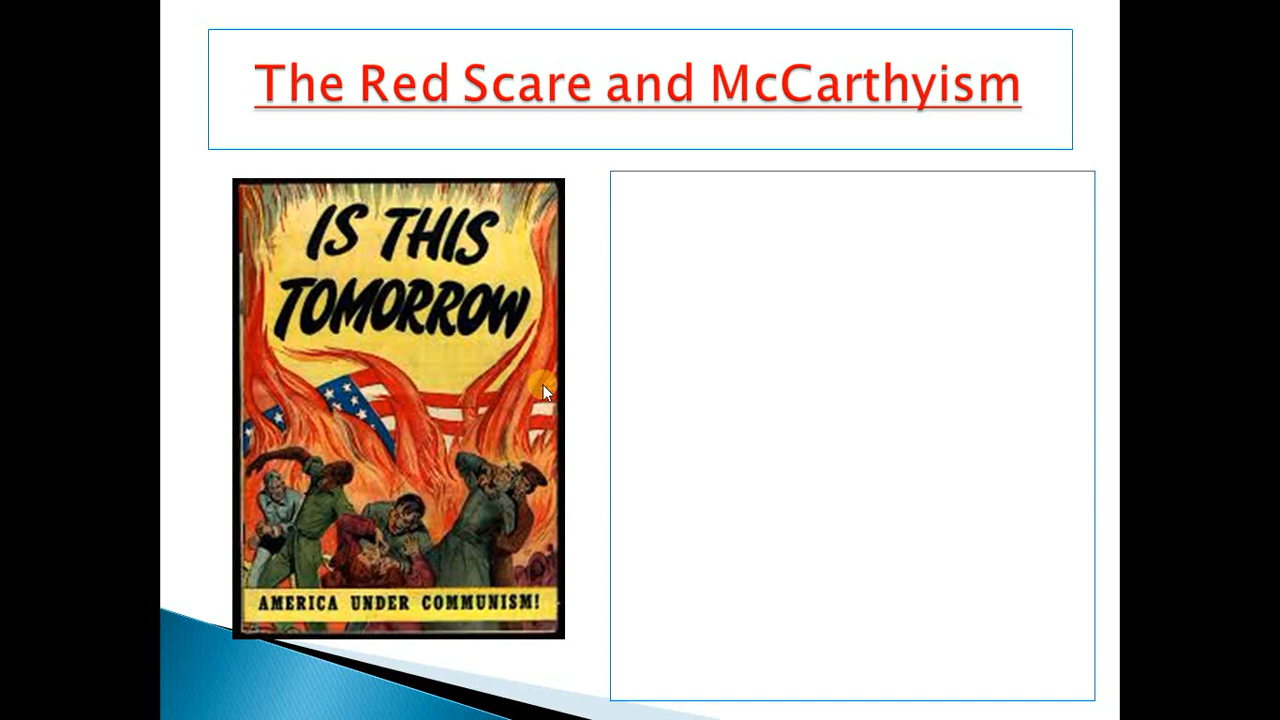 The Red Scare and McCarthyism
IS THIS
TOMORROW
AMERICA UNDER COMMUNISM!